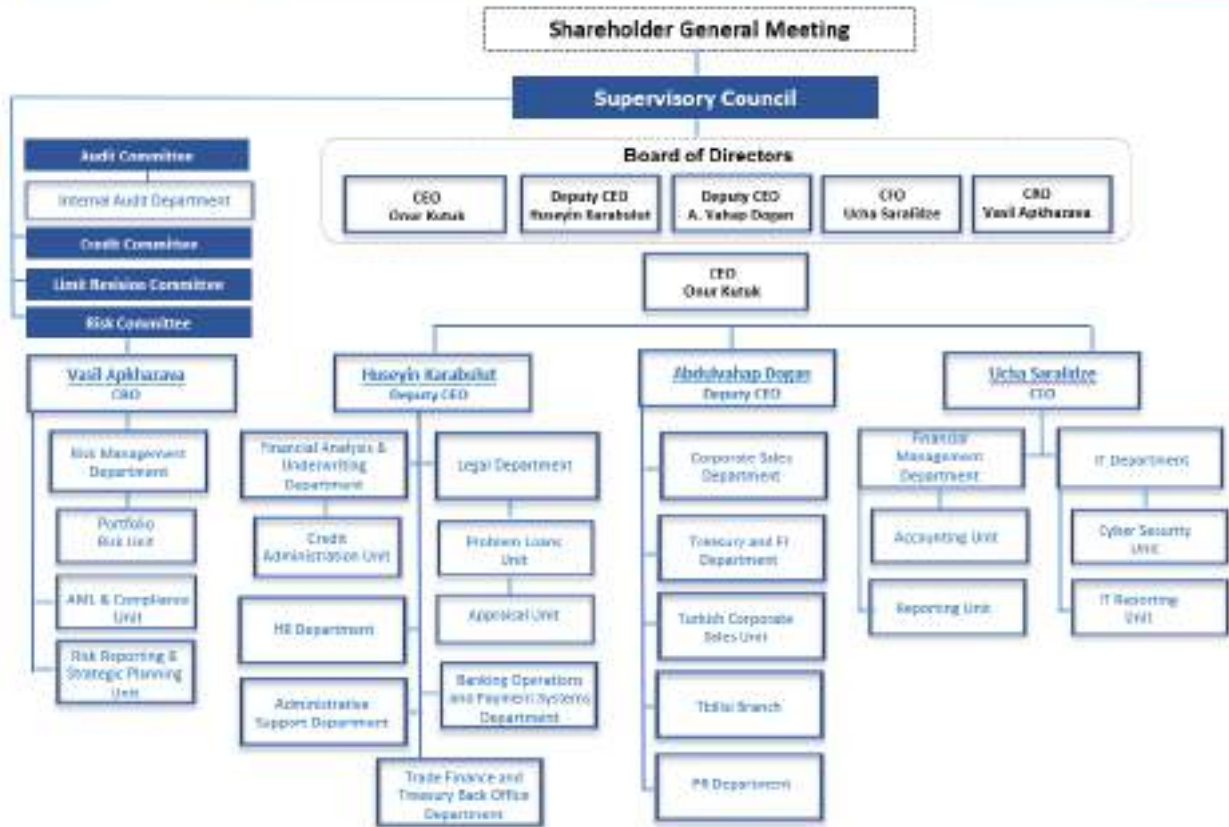 Shareholder General Meeting
Supervisory Council
Audit Committee
Internal Audit Department
Credit Committee
Limit Revision Committee
Risk Committee
Board of Directors
CEO
Onur Kutuk
Deputy CEO
Huseyin Karabulut
Deputy CEO
A. Vahap Dogan
CFO
Ucha Saralidze
CRO
Vasil Apkhazava
CEO
Onur Kutuk
Vasil Apkhazava
CRO
Huseyin Karabulut
Deputy CEO
Abdulvahap Dogan
Deputy CEO
Ucha Saralidze
CFO
Risk Management
Department
Portfolio
Risk Unit
AML & Compliance
Unit
Risk Reporting &
Strategic Planning
Unit
Financial Analysis &
Underwriting
Department
Credit
Administration Unit
HR Department
Administrative
Support Department
Legal Department
Problem Loans
Unit
Appraisal Unit
Banking Operations
and Payment Systems
Department
Trade Finance and
Treasury Back Office
Department
Corporate Sales
Department
Treasury and FI
Department
Turkish Corporate
Sales Unit
Tbilisi Branch
PR Department
Financial
Management
Department
Accounting Unit
Reporting Unit
IT Department
Cyber Security
Unit
IT Reporting
Unit